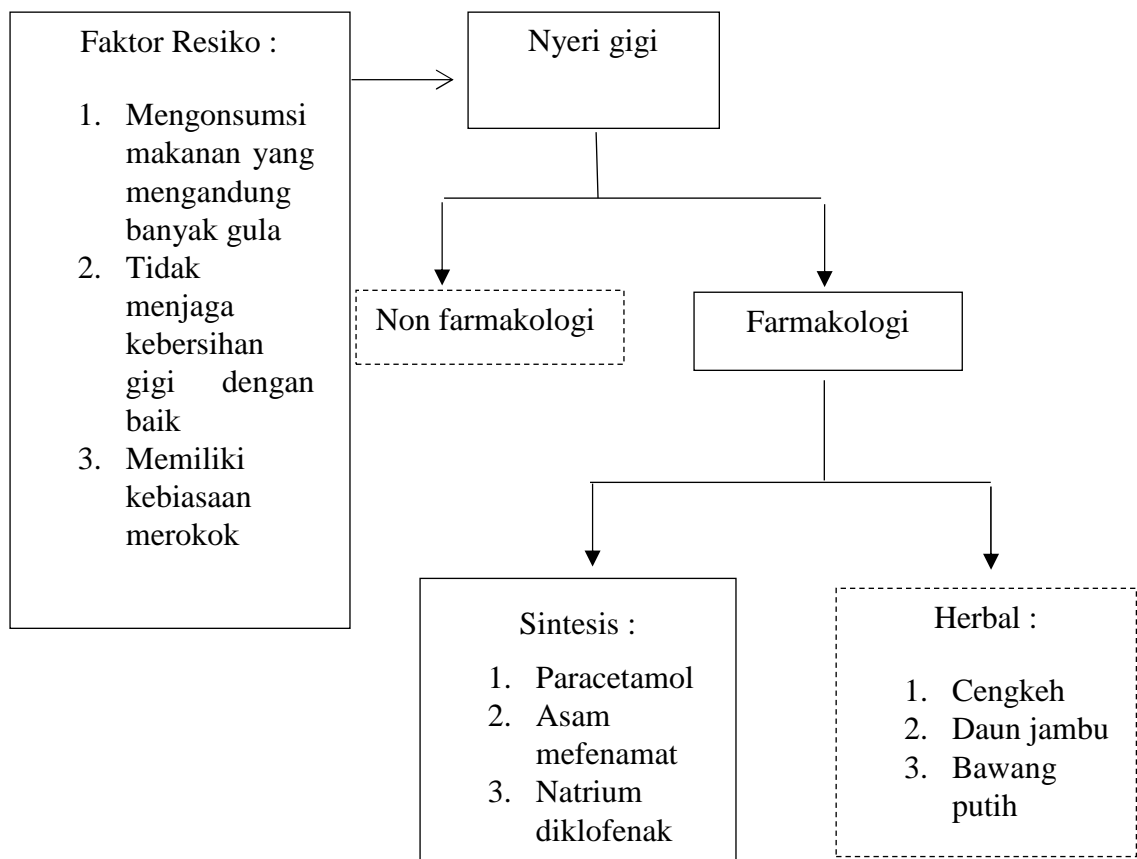 Faktor Resiko :
1. Mengonsumsi
makanan yang
mengandung
banyak gula
2. Tidak
menjaga
kebersihan
gigi dengan
baik
3. Memiliki
kebiasaan
merokok
Nyeri gigi
Non farmakologi
Farmakologi
Sintesis :
1. Paracetamol
2. Asam
mefenamat
3. Natrium
diklofenak
Herbal :
1. Cengkeh
2. Daun jambu
3. Bawang
putih